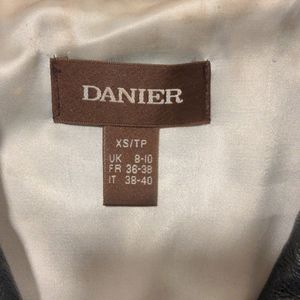 DANIER
XS/TP
UK 8-10
FR 36-38
IT 38-40